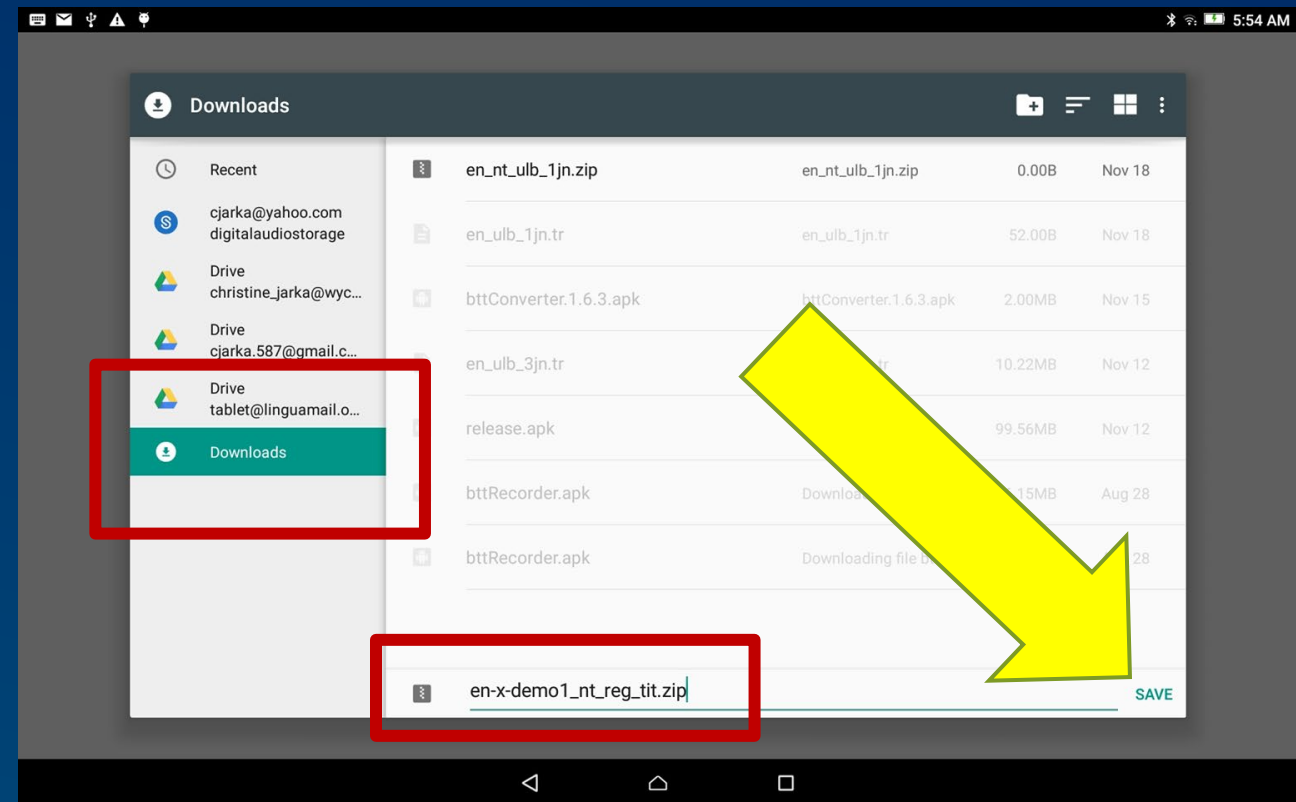 5:54 AM
Downloads
Recent
cjarka@yahoo.com
digitalaudiostorage
Drive
christine_jarka@wyc...
Drive
cjarka.587@gmail.c...
Drive
tablet@linguamail.o...
Downloads
en_nt_ulb_1jn.zip en_nt_ulb_1jn.zip 0.00B Nov 18
en_ulb_1jn.tr en_ulb_1jn.tr 52.00B Nov 18
bttConverter.1.6.3.apk bttConverter.1.6.3.apk 2.00MB Nov 15
en_ulb_3jn.tr 10.22MB Nov 12
release.apk 99.56MB Nov 12
bttRecorder.apk Aug 28
bttRecorder.apk Downloading file 28
en-x-demo1_nt_reg_tit.zip
SAVE